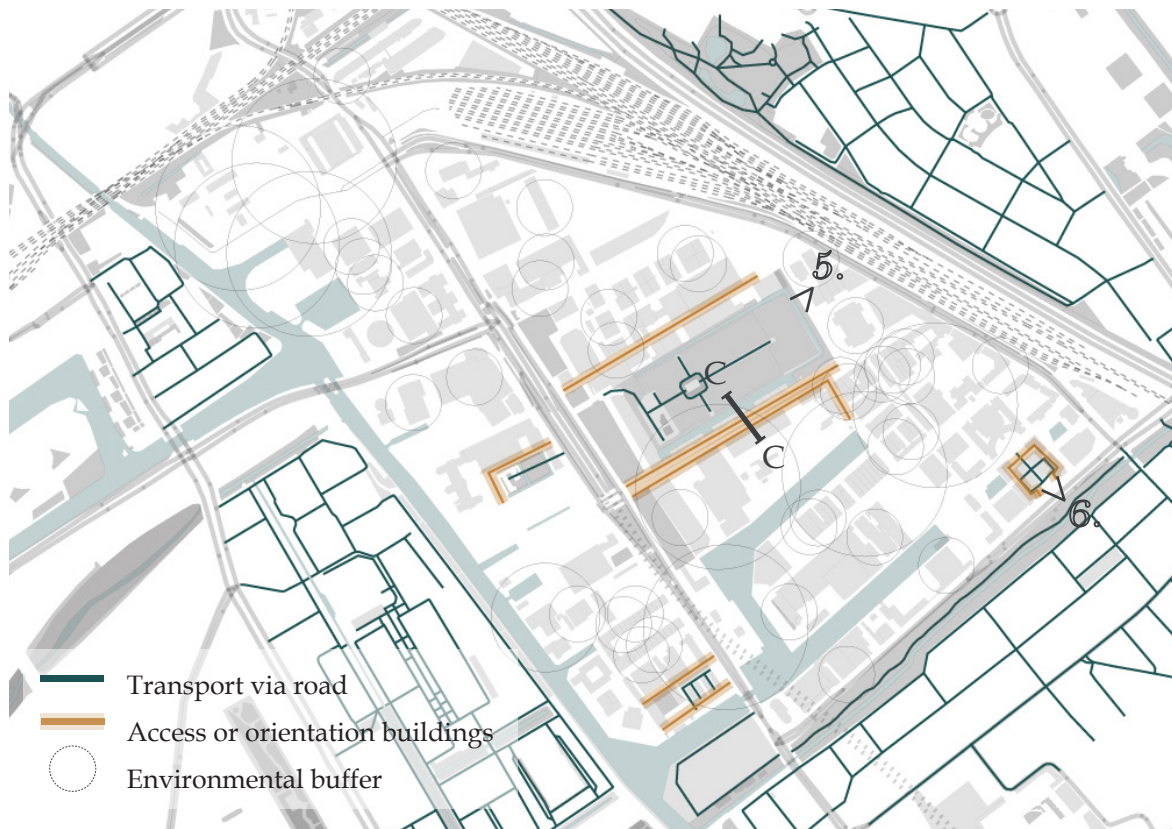 5.
C
C
6.
Transport via road
Access or orientation buildings
Environmental buffer